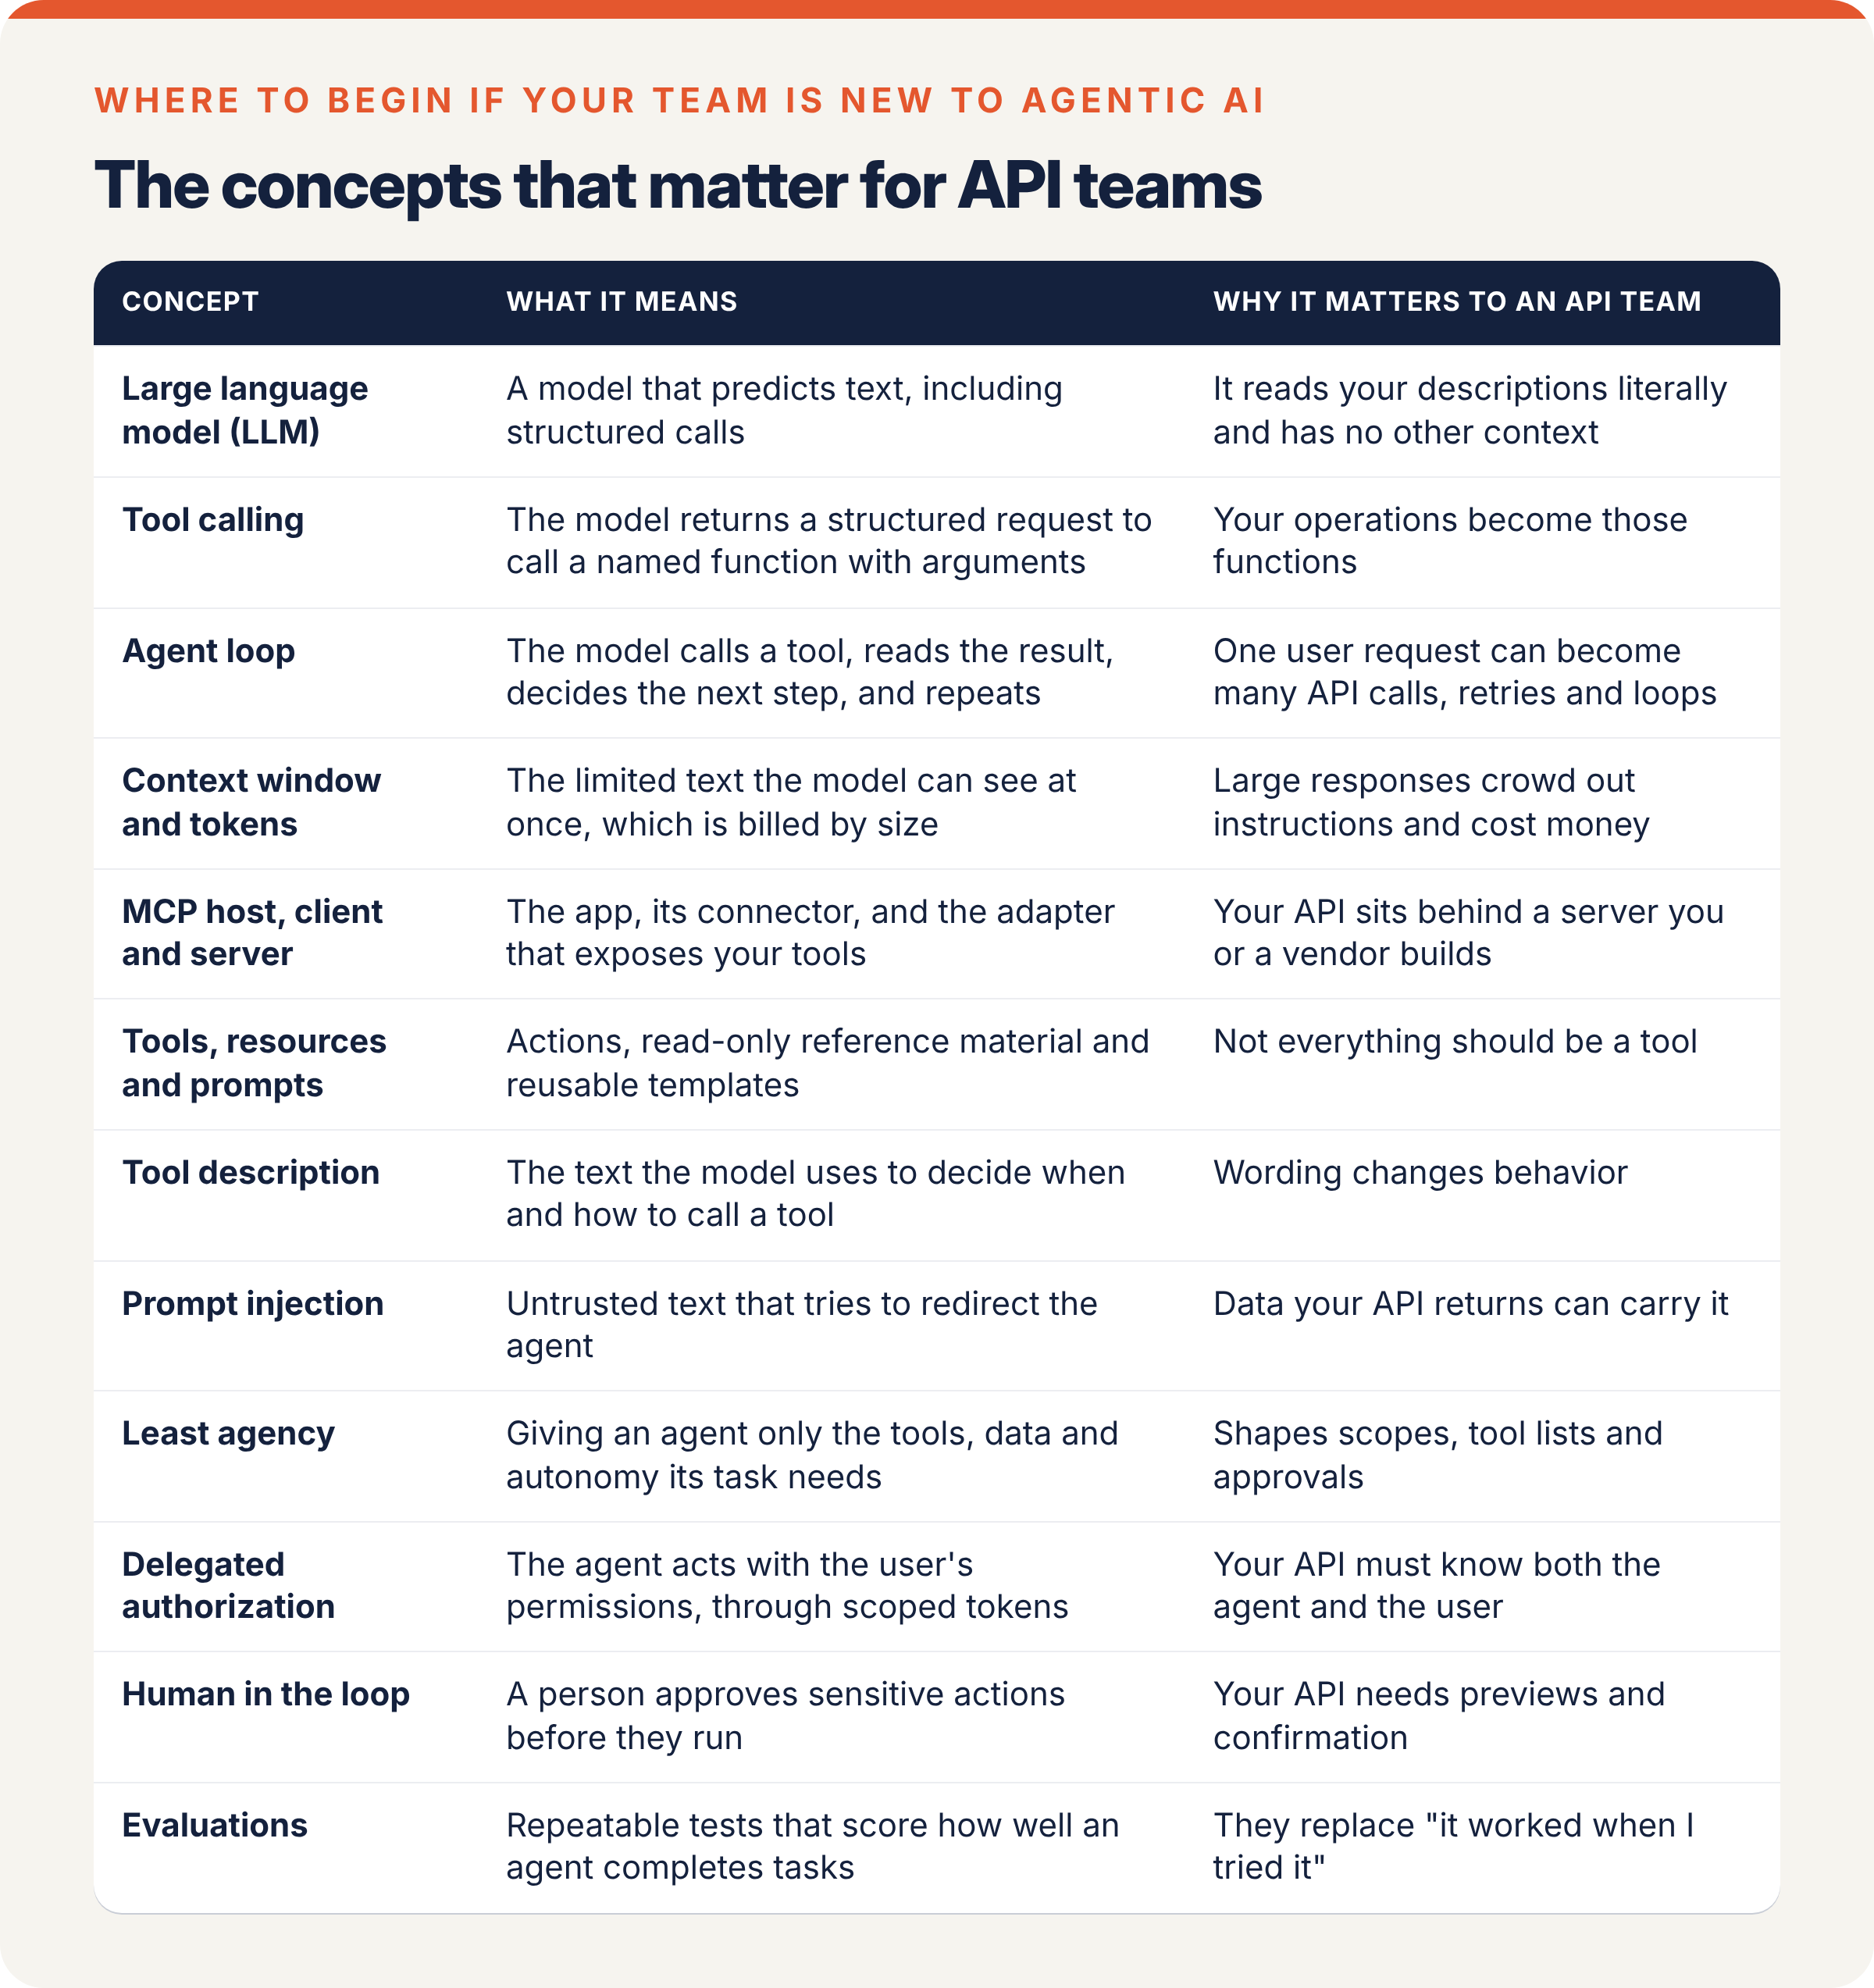 WHERE TO BEGIN IF YOUR TEAM IS NEW TO AGENTIC AI
The concepts that matter for API teams
CONCEPT
WHAT IT MEANS
WHY IT MATTERS TO AN API TEAM
Large language
model (LLM)
A model that predicts text, including
structured calls
It reads your descriptions literally
and has no other context
Tool calling
The model returns a structured request to
call a named function with arguments
Your operations become those
functions
Agent loop
The model calls a tool, reads the result,
decides the next step, and repeats
One user request can become
many API calls, retries and loops
Context window
and tokens
The limited text the model can see at
once, which is billed by size
Large responses crowd out
instructions and cost money
MCP host, client
and server
The app, its connector, and the adapter
that exposes your tools
Your API sits behind a server you
or a vendor builds
Tools, resources
and prompts
Actions, read-only reference material and
reusable templates
Not everything should be a tool
Tool description
The text the model uses to decide when
and how to call a tool
Wording changes behavior
Prompt injection
Untrusted text that tries to redirect the
agent
Data your API returns can carry it
Least agency
Giving an agent only the tools, data and
autonomy its task needs
Shapes scopes, tool lists and
approvals
Delegated
authorization
The agent acts with the user's
permissions, through scoped tokens
Your API must know both the
agent and the user
Human in the loop
A person approves sensitive actions
before they run
Your API needs previews and
confirmation
Evaluations
Repeatable tests that score how well an
agent completes tasks
They replace "it worked when I
tried it"